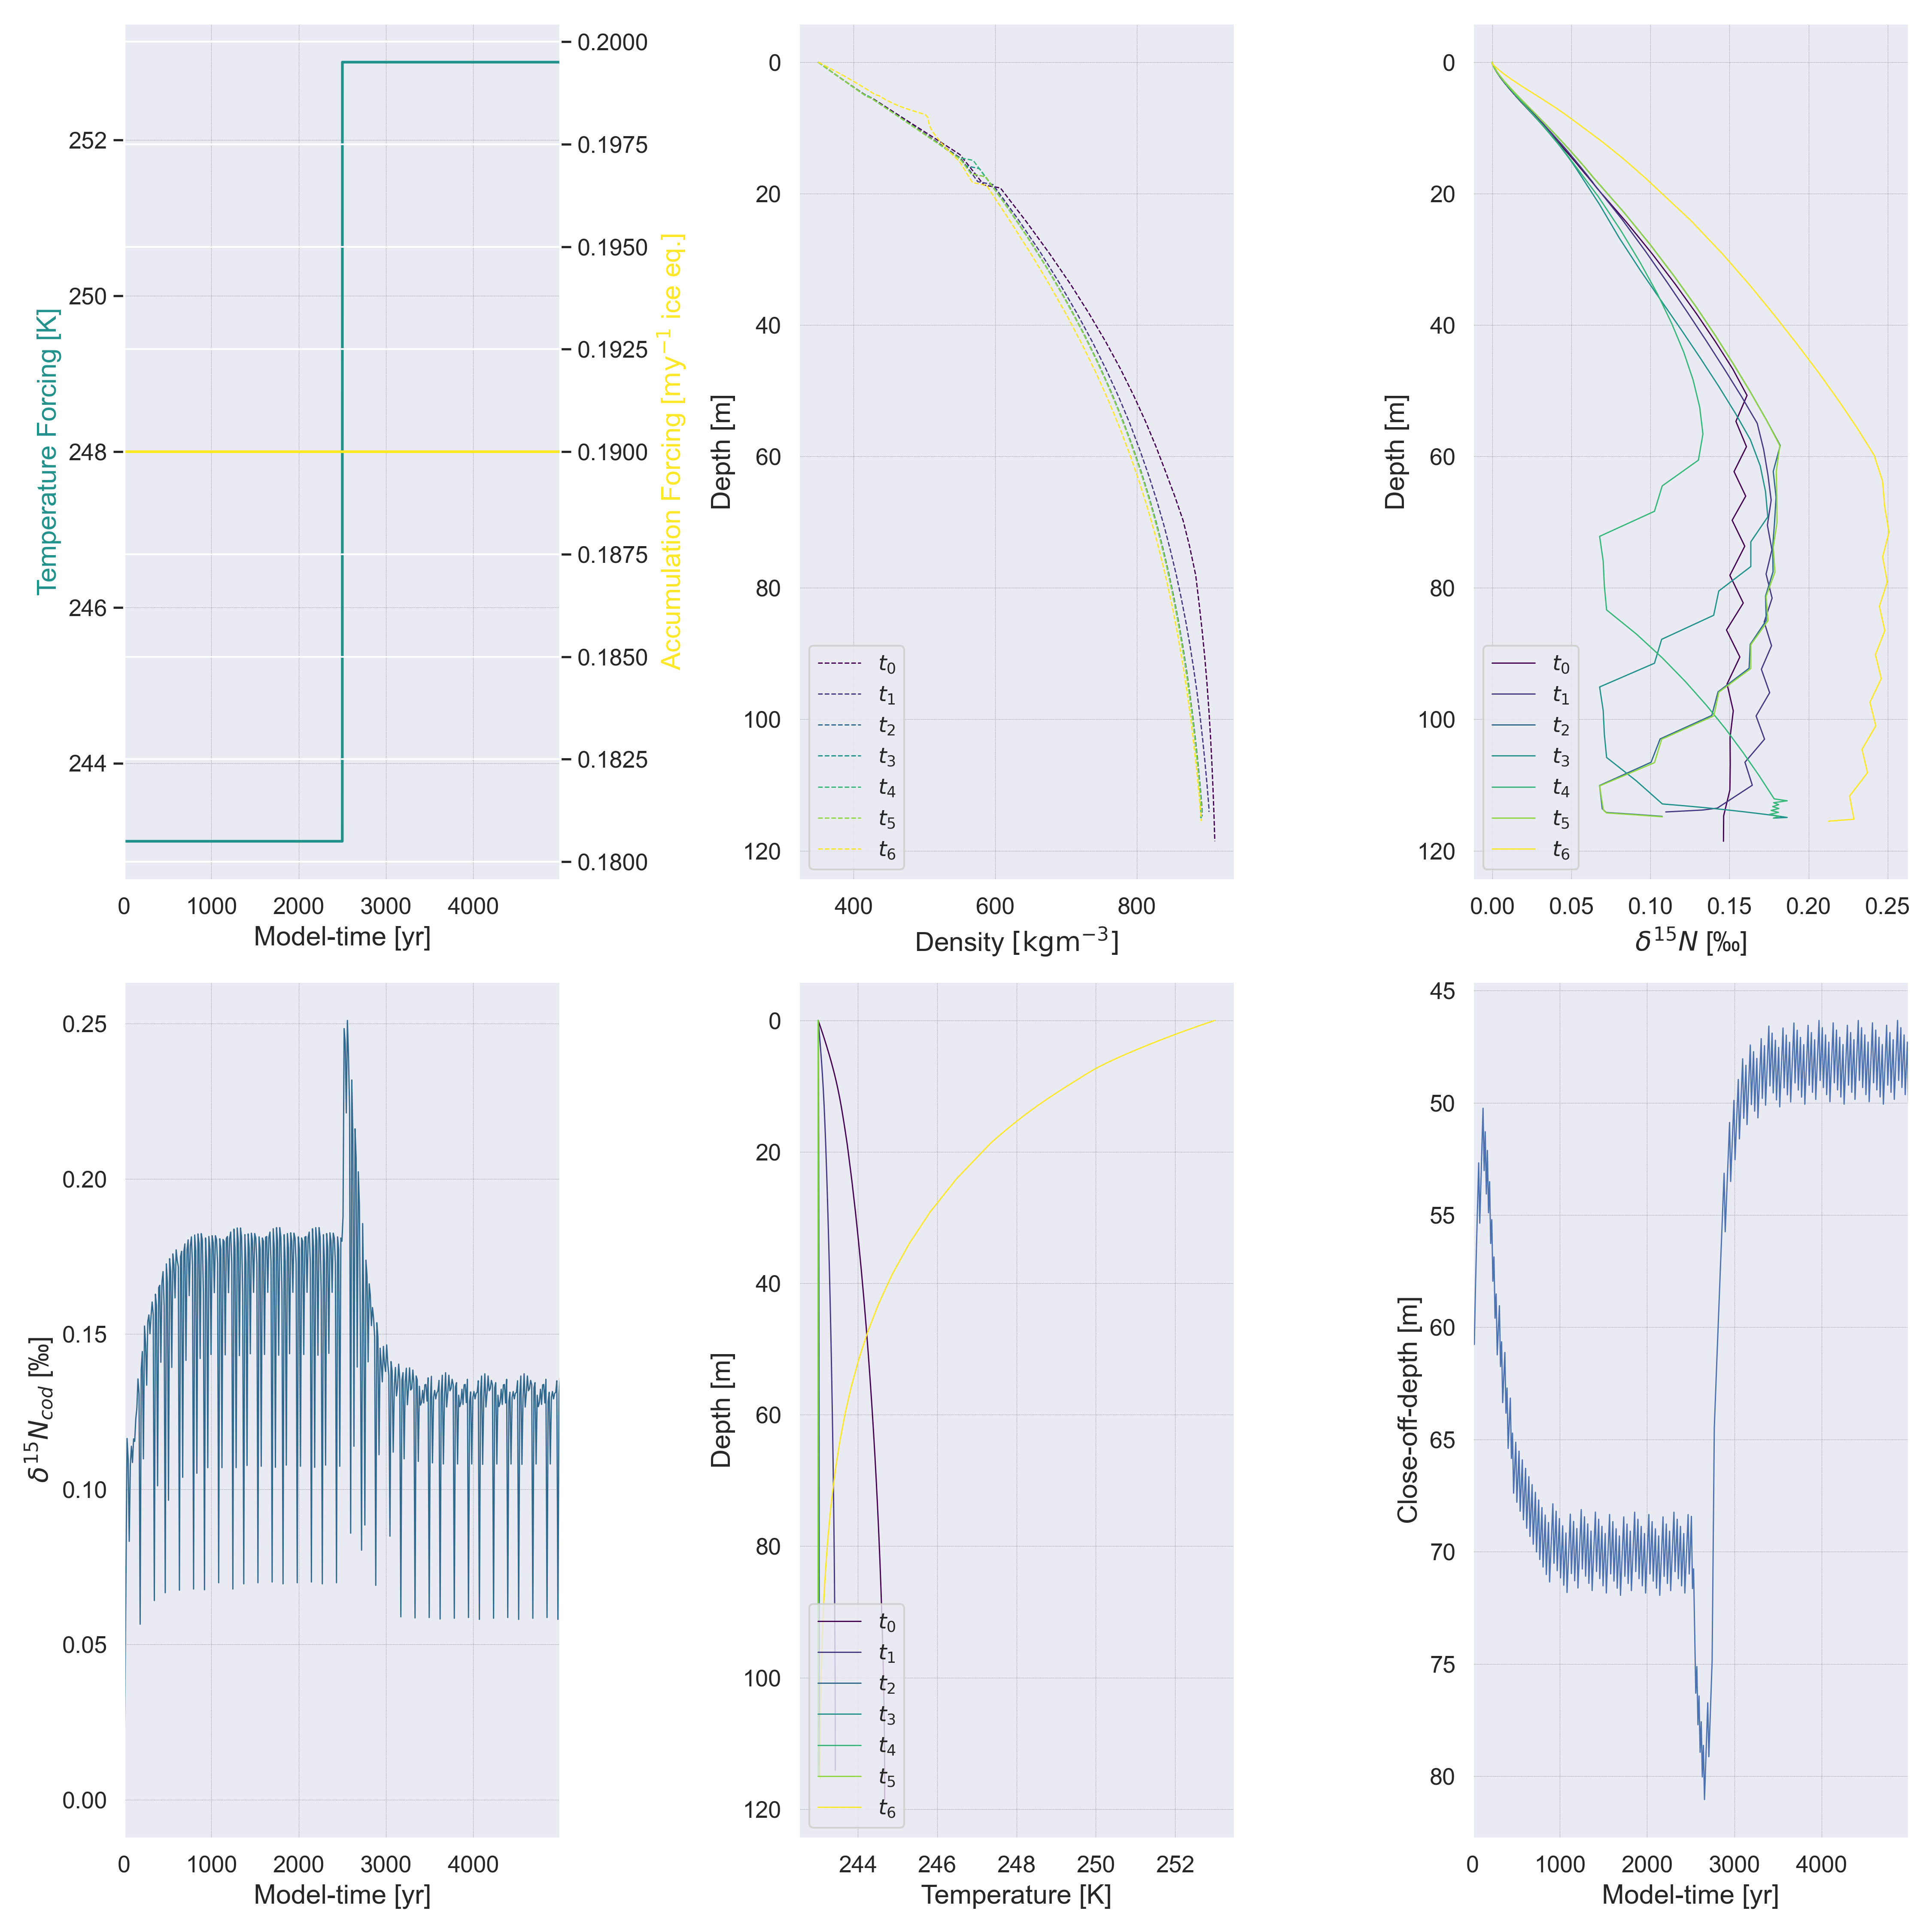 Temperature Forcing [K]
252
250
248
246
244
0.2000
0.1975
0.1950
0.1925
0.1900
0.1875
0.1850
0.1825
0.1800
Accumulation Forcing [my⁻¹ ice eq.]
0 1000 2000 3000 4000
Model-time [yr]
Depth [m]
0
20
40
60
80
100
120
t₀
t₁
t₂
t₃
t₄
t₅
t₆
400 600 800
Density [kgm⁻³]
Depth [m]
0
20
40
60
80
100
120
t₀
t₁
t₂
t₃
t₄
t₅
t₆
0.00 0.05 0.10 0.15 0.20 0.25
δ¹⁵N [‰]
δ¹⁵N_cod [‰]
0.25
0.20
0.15
0.10
0.05
0.00
0 1000 2000 3000 4000
Model-time [yr]
Depth [m]
0
20
40
60
80
100
120
t₀
t₁
t₂
t₃
t₄
t₅
t₆
244 246 248 250 252
Temperature [K]
Close-off-depth [m]
45
50
55
60
65
70
75
80
0 1000 2000 3000 4000
Model-time [yr]